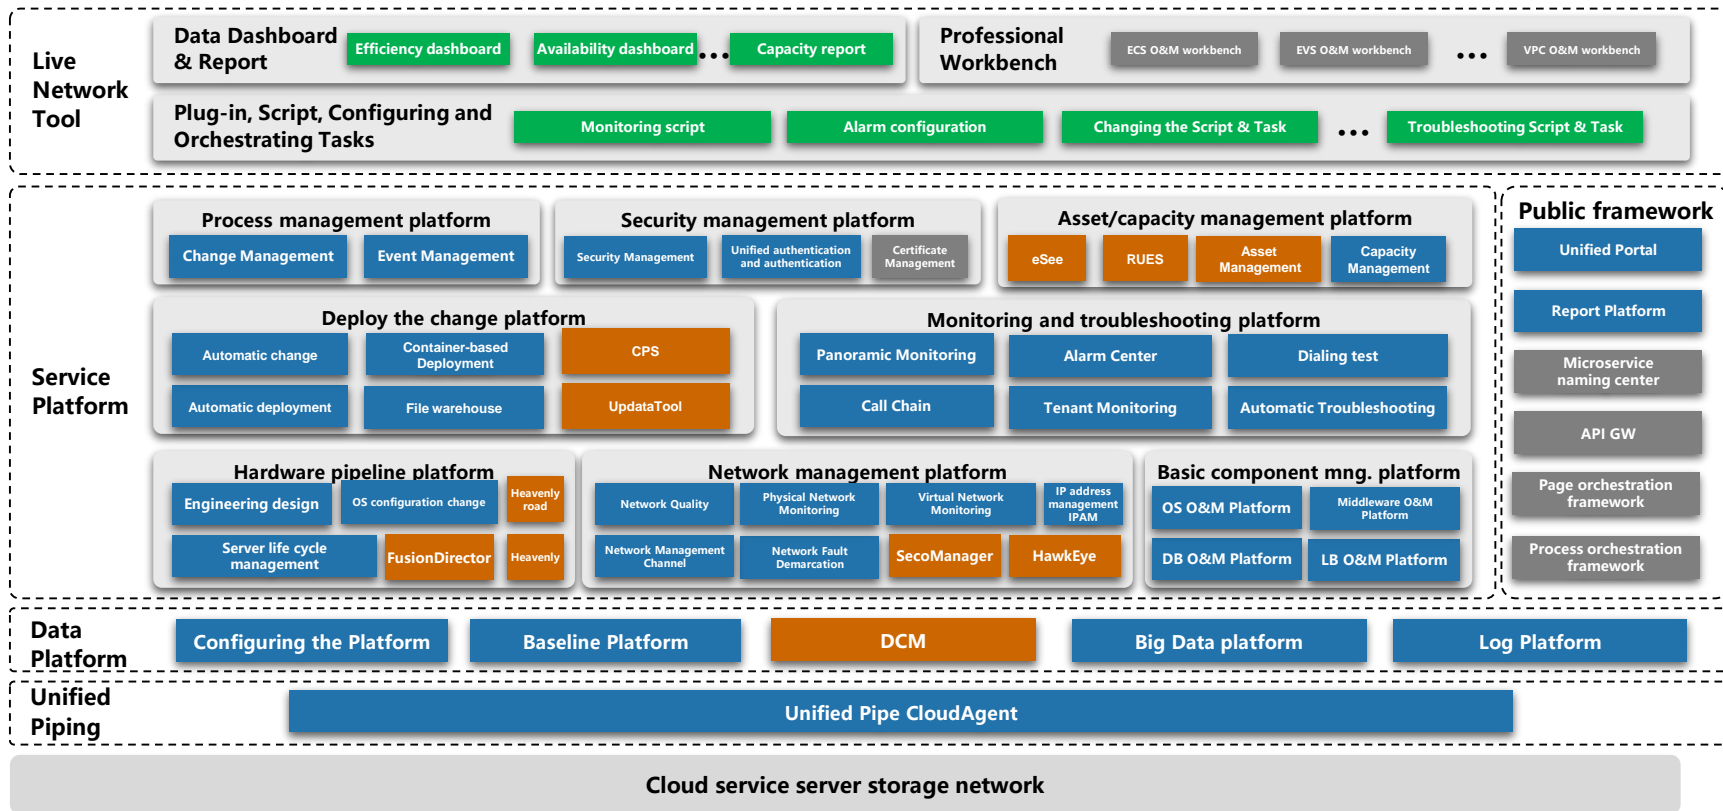 Live
Network
Tool
Data Dashboard
& Report
Efficiency dashboard
Availability dashboard
...
Capacity report
Professional
Workbench
ECS O&M workbench
EVS O&M workbench
...
VPC O&M workbench
Plug-in, Script, Configuring and
Orchestrating Tasks
Monitoring script
Alarm configuration
Changing the Script & Task
...
Troubleshooting Script & Task
Service
Platform
Process management platform
Change Management
Event Management
Security management platform
Security Management
Unified authentication
and authentication
Certificate
Management
Asset/capacity management platform
eSee
RUES
Asset
Management
Capacity
Management
Deploy the change platform
Automatic change
Container-based
Deployment
CPS
Automatic deployment
File warehouse
UpdataTool
Monitoring and troubleshooting platform
Panoramic Monitoring
Alarm Center
Dialing test
Call Chain
Tenant Monitoring
Automatic Troubleshooting
Hardware pipeline platform
Engineering design
OS configuration change
Heavenly
road
Server life cycle
management
FusionDirector
Heavenly
Network management platform
Network Quality
Physical Network
Monitoring
Virtual Network
Monitoring
IP address
management
IPAM
Network Management
Channel
Network Fault
Demarcation
SecoManager
HawkEye
Basic component mng. platform
OS O&M Platform
Middleware O&M
Platform
DB O&M Platform
LB O&M Platform
Public framework
Unified Portal
Report Platform
Microservice
naming center
API GW
Page orchestration
framework
Process orchestration
framework
Data
Platform
Configuring the Platform
Baseline Platform
DCM
Big Data platform
Log Platform
Unified
Piping
Unified Pipe CloudAgent
Cloud service server storage network